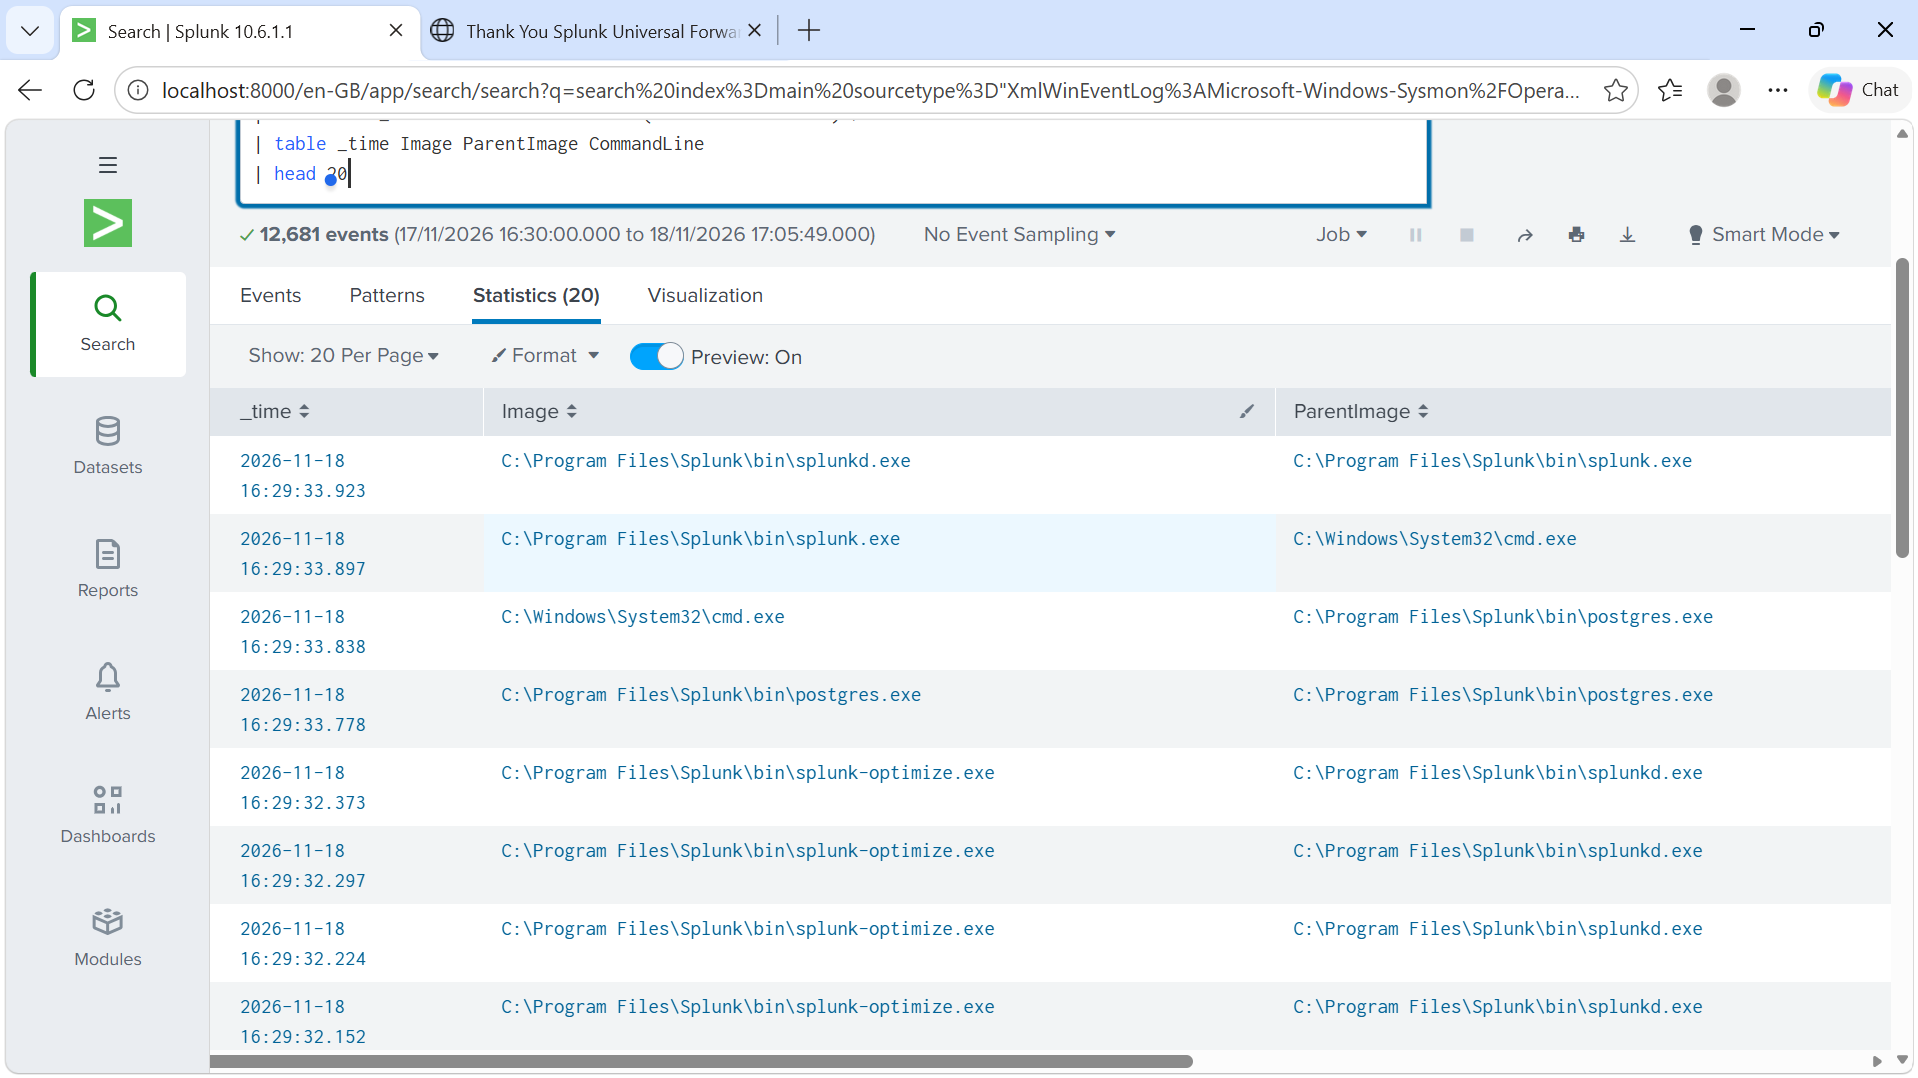 Search | Splunk 10.6.1.1
Thank You Splunk Universal Forwa
localhost:8000/en-GB/app/search/search?q=search%20index%3Dmain%20sourcetype%3D"XmlWinEventLog%3AMicrosoft-Windows-Sysmon%2FOpera...
Chat
| table _time Image ParentImage CommandLine
| head 20
12,681 events (17/11/2026 16:30:00.000 to 18/11/2026 17:05:49.000)
No Event Sampling
Job
Smart Mode
Search
Datasets
Reports
Alerts
Dashboards
Modules
Events
Patterns
Statistics (20)
Visualization
Show: 20 Per Page
Format
Preview: On
_time
Image
ParentImage
2026-11-18
16:29:33.923
C:\Program Files\Splunk\bin\splunkd.exe
C:\Program Files\Splunk\bin\splunk.exe
2026-11-18
16:29:33.897
C:\Program Files\Splunk\bin\splunk.exe
C:\Windows\System32\cmd.exe
2026-11-18
16:29:33.838
C:\Windows\System32\cmd.exe
C:\Program Files\Splunk\bin\postgres.exe
2026-11-18
16:29:33.778
C:\Program Files\Splunk\bin\postgres.exe
C:\Program Files\Splunk\bin\postgres.exe
2026-11-18
16:29:32.373
C:\Program Files\Splunk\bin\splunk-optimize.exe
C:\Program Files\Splunk\bin\splunkd.exe
2026-11-18
16:29:32.297
C:\Program Files\Splunk\bin\splunk-optimize.exe
C:\Program Files\Splunk\bin\splunkd.exe
2026-11-18
16:29:32.224
C:\Program Files\Splunk\bin\splunk-optimize.exe
C:\Program Files\Splunk\bin\splunkd.exe
2026-11-18
16:29:32.152
C:\Program Files\Splunk\bin\splunk-optimize.exe
C:\Program Files\Splunk\bin\splunkd.exe